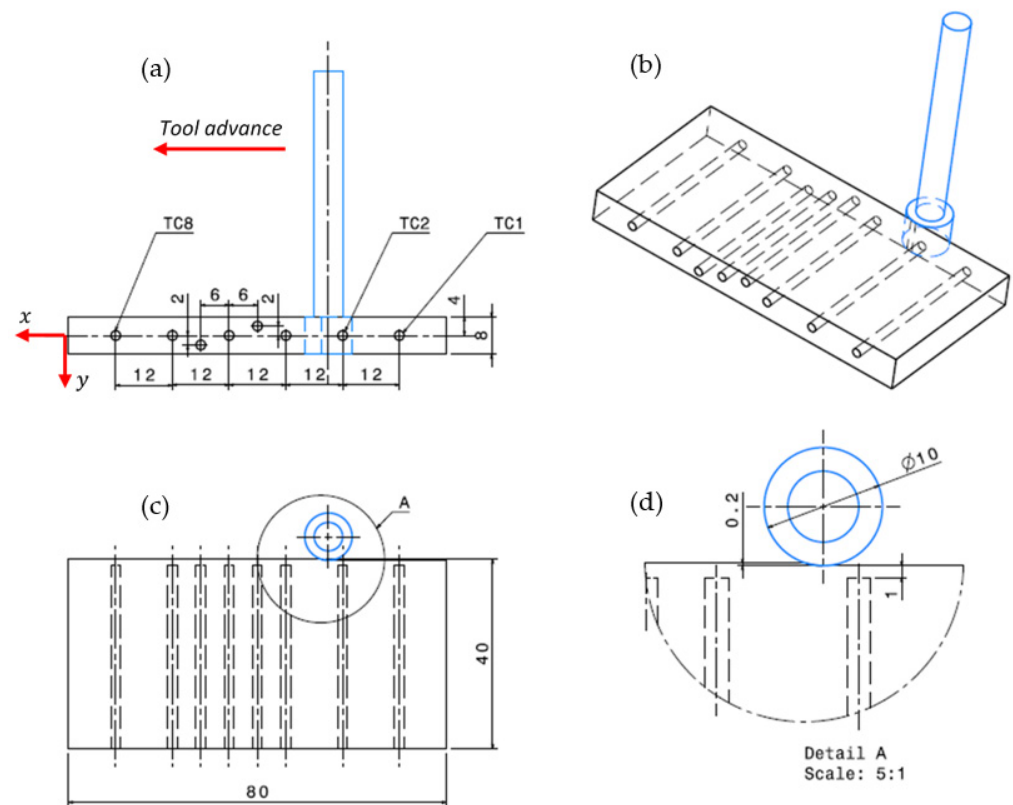 (a)
Tool advance
TC8
TC2
TC1
2
6
6
2
4
8
x
y
12
12
12
12
12
(b)
(c)
A
40
80
(d)
0.2
Ø10
1
Detail A
Scale: 5:1